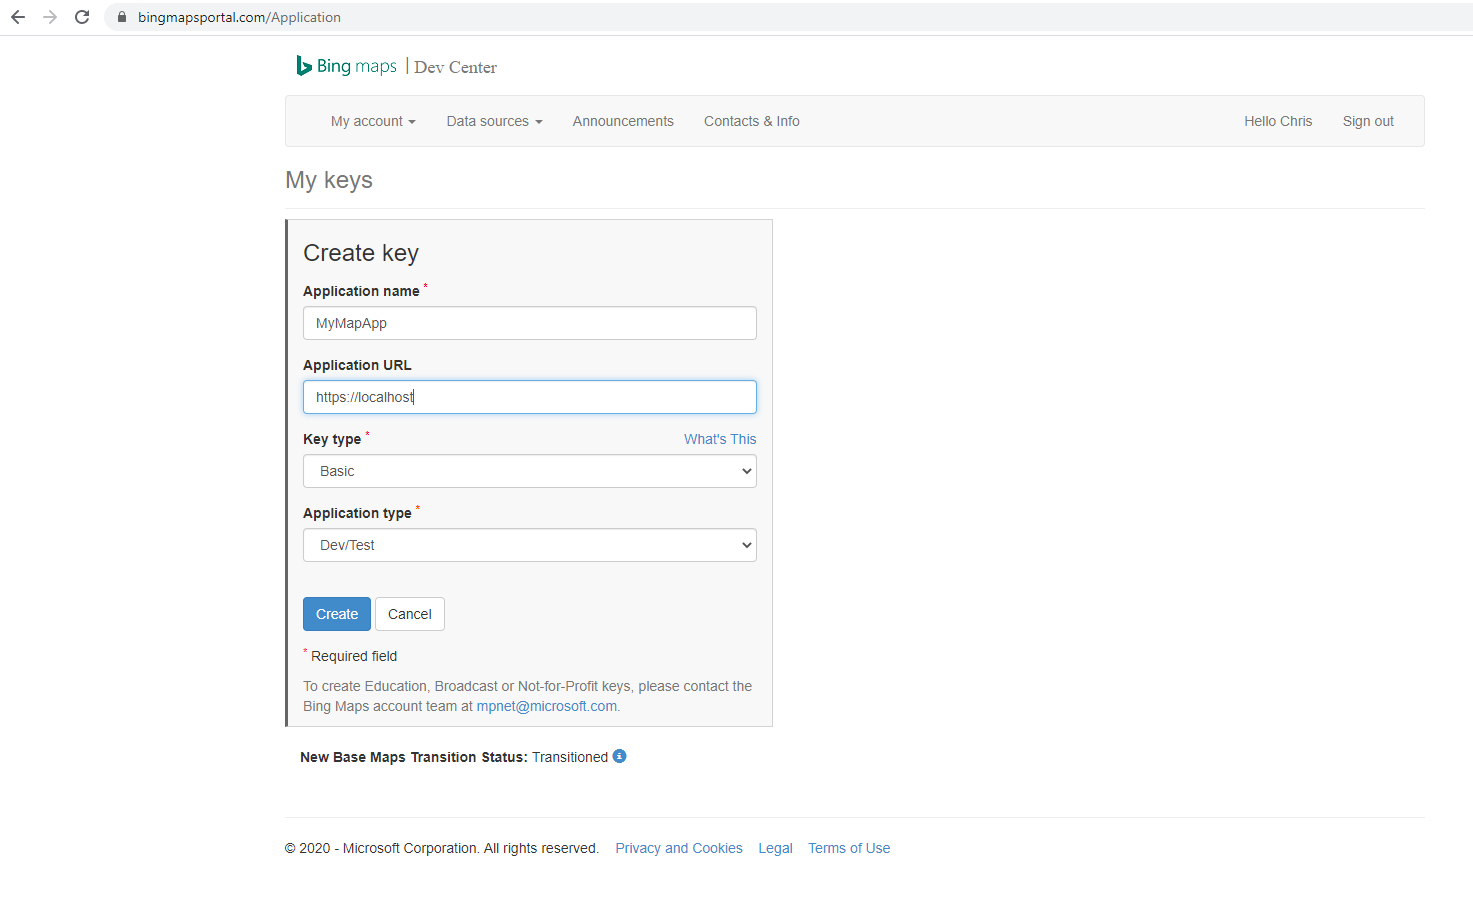 bingmapsportal.com/Application
Bing maps | Dev Center
My account Data sources Announcements Contacts & Info Hello Chris Sign out
My keys
Create key
Application name *
MyMapApp
Application URL
https://localhost
Key type * What's This
Basic
Application type *
Dev/Test
Create Cancel
* Required field
To create Education, Broadcast or Not-for-Profit keys, please contact the
Bing Maps account team at mpnet@microsoft.com.
New Base Maps Transition Status: Transitioned
© 2020 - Microsoft Corporation. All rights reserved. Privacy and Cookies Legal Terms of Use